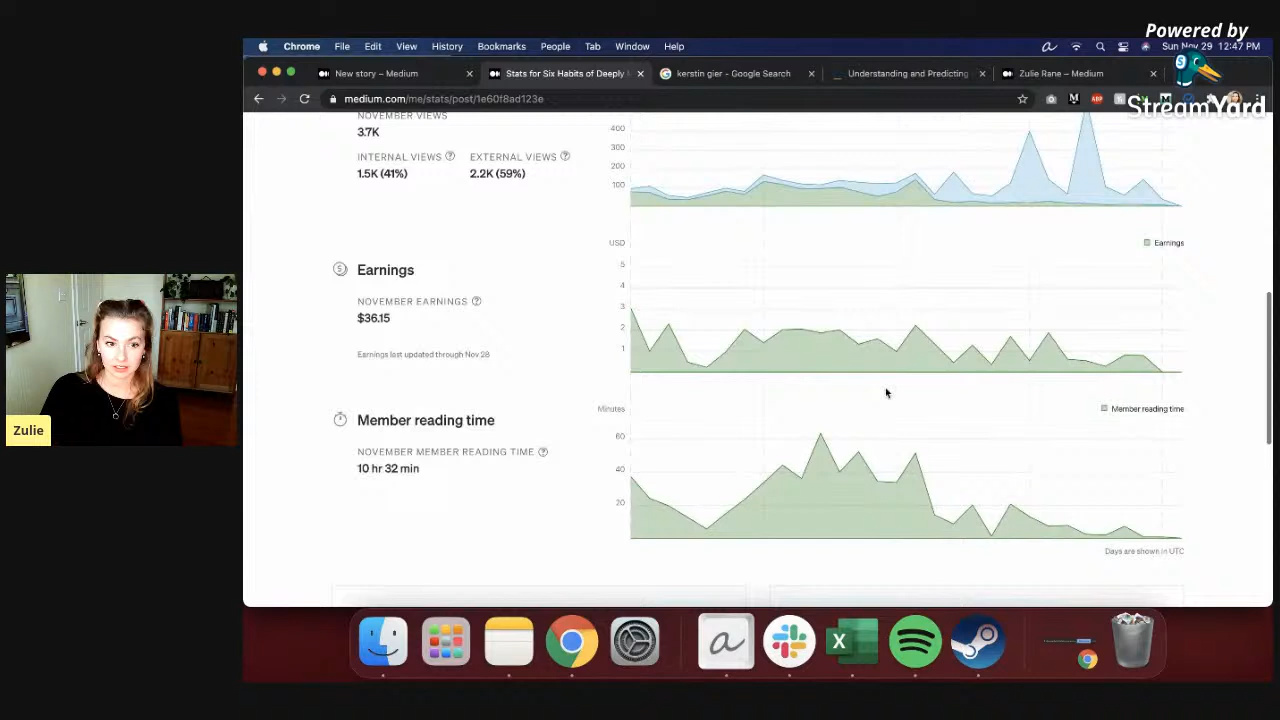 Powered by
StreamYard
Chrome File Edit View History Bookmarks People Tab Window Help
Sun Nov 29 12:47 PM
New story – Medium
Stats for Six Habits of Deeply
kerstin gier - Google Search
Understanding and Predicting
Zulie Rane – Medium
medium.com/me/stats/post/1e60f8ad123e
NOVEMBER VIEWS
3.7K
INTERNAL VIEWS ? EXTERNAL VIEWS ?
1.5K (41%) 2.2K (59%)
400
300
200
100
USD
Earnings
5
4
3
2
1
$ Earnings
NOVEMBER EARNINGS ?
$36.15
Earnings last updated through Nov 28
Minutes
Member reading time
60
40
20
Member reading time
NOVEMBER MEMBER READING TIME ?
10 hr 32 min
Days are shown in UTC
Zulie